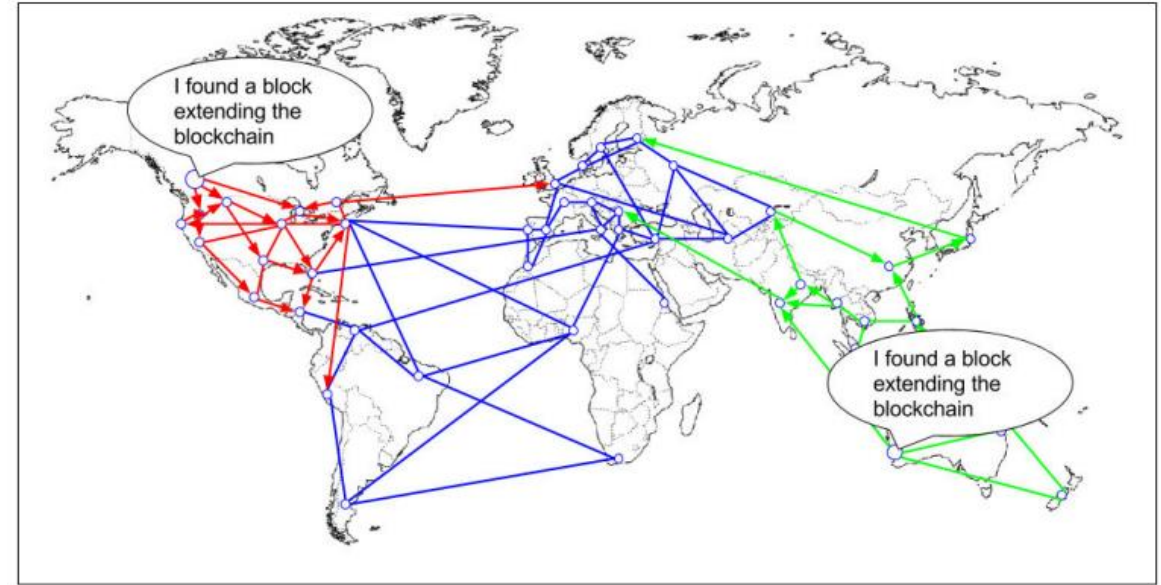 I found a block
extending the
blockchain
I found a block
extending the
blockchain